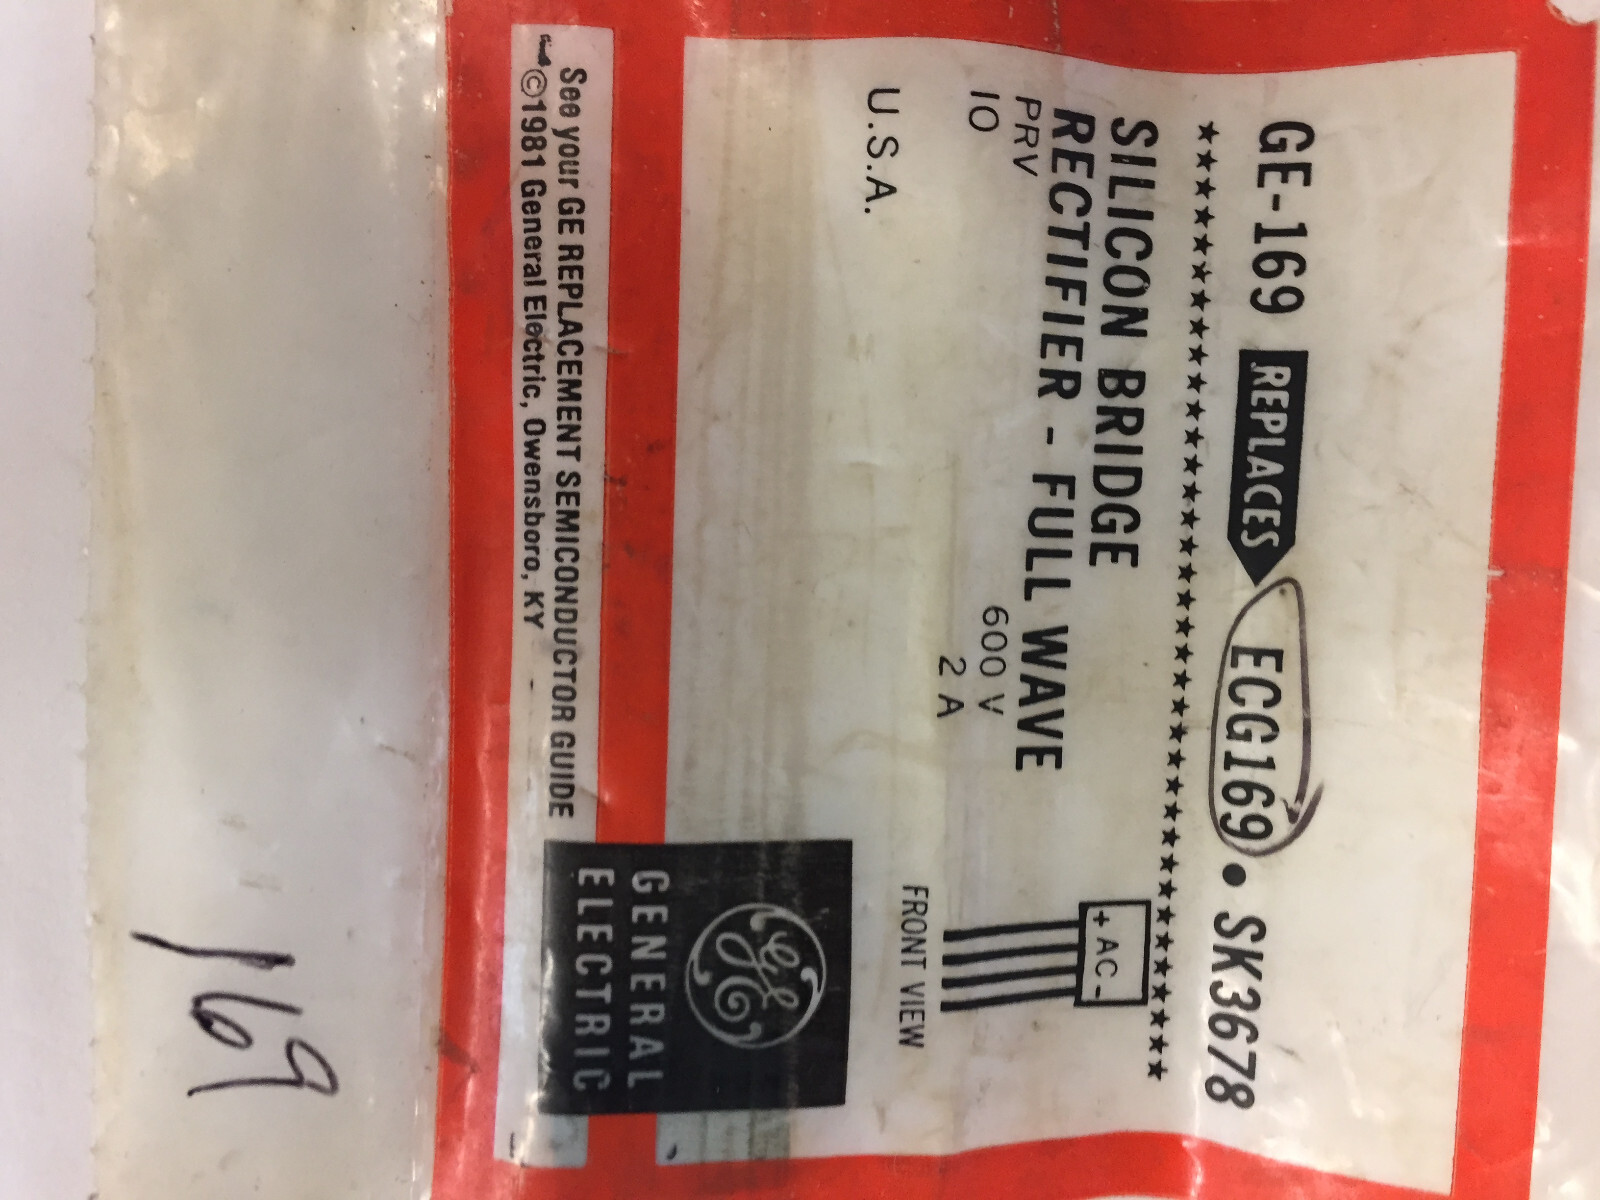 GE-169 REPLACES ECG169 • SK3678
★★★★★★★★★★★★★★★★★★★★★★★★★★★★★★★★★★★
SILICON BRIDGE
RECTIFIER - FULL WAVE
PRV 600 V
IO 2 A
+ AC -
FRONT VIEW
U.S.A.
GE
GENERAL
ELECTRIC
See your GE REPLACEMENT SEMICONDUCTOR GUIDE
©1981 General Electric, Owensboro, KY
169